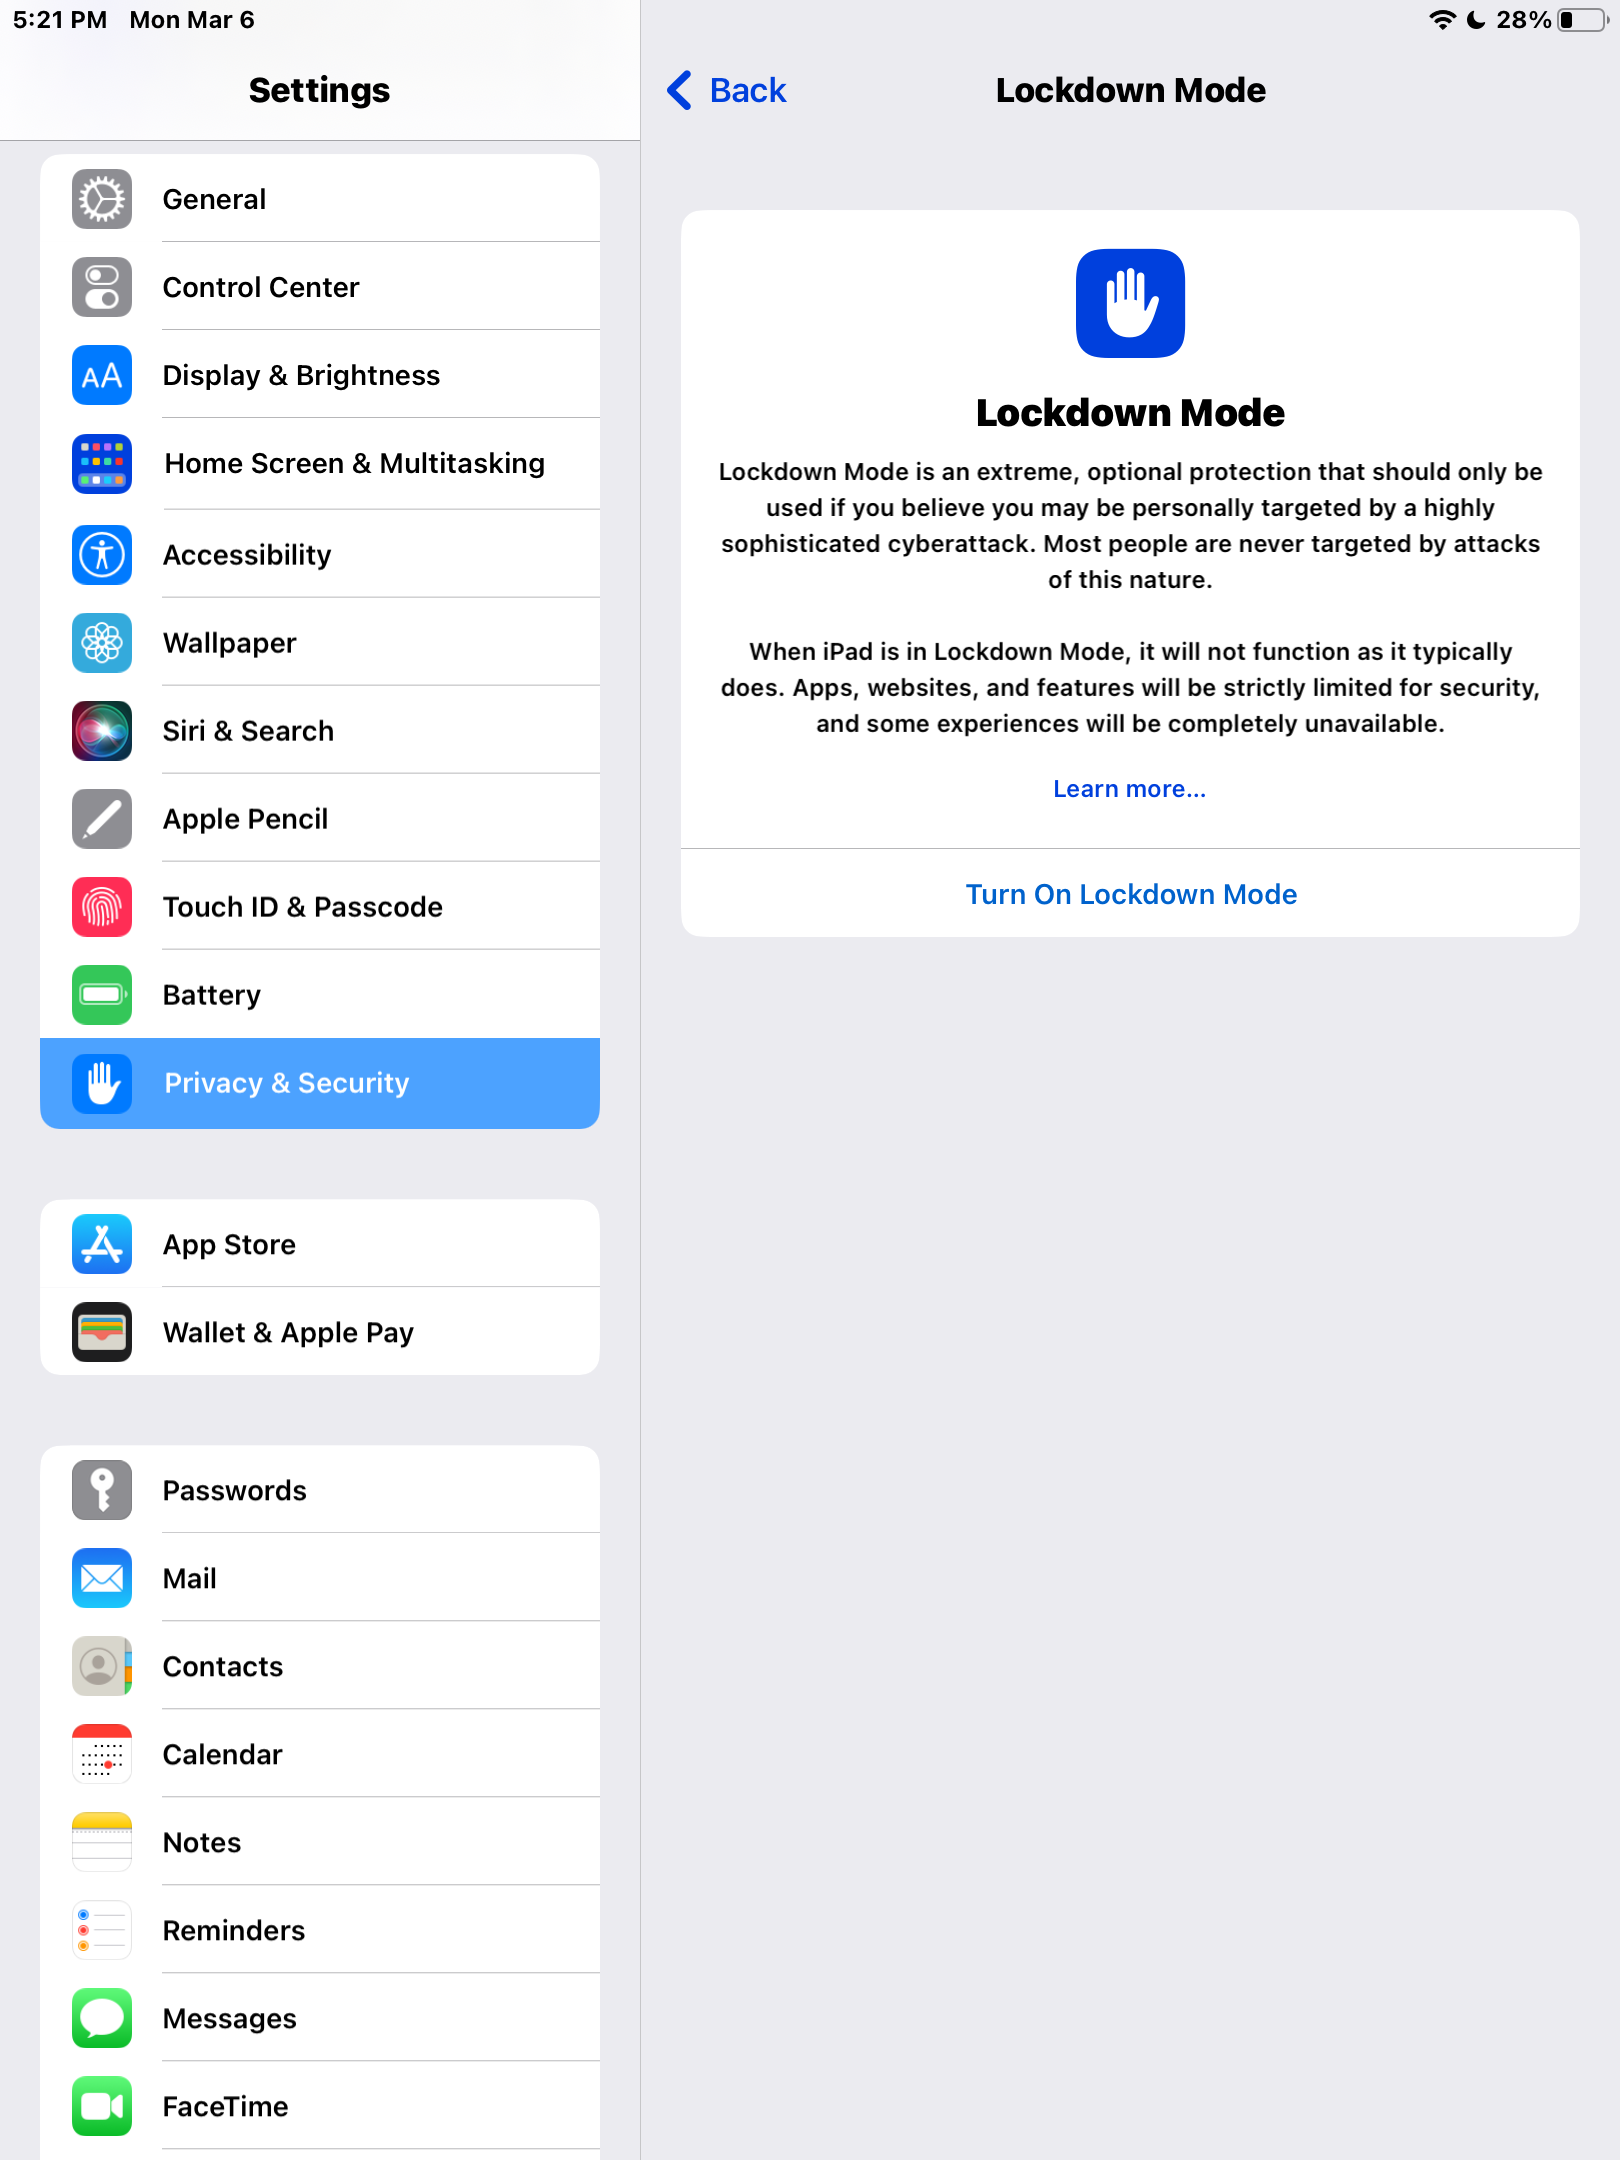 5:21 PM Mon Mar 6
28%
Settings
General
Control Center
AA
Display & Brightness
Home Screen & Multitasking
Accessibility
Wallpaper
Siri & Search
Apple Pencil
Touch ID & Passcode
Battery
Privacy & Security
App Store
Wallet & Apple Pay
Passwords
Mail
Contacts
Calendar
Notes
Reminders
Messages
FaceTime
Back
Lockdown Mode
Lockdown Mode
Lockdown Mode is an extreme, optional protection that should only be
used if you believe you may be personally targeted by a highly
sophisticated cyberattack. Most people are never targeted by attacks
of this nature.
When iPad is in Lockdown Mode, it will not function as it typically
does. Apps, websites, and features will be strictly limited for security,
and some experiences will be completely unavailable.
Learn more...
Turn On Lockdown Mode